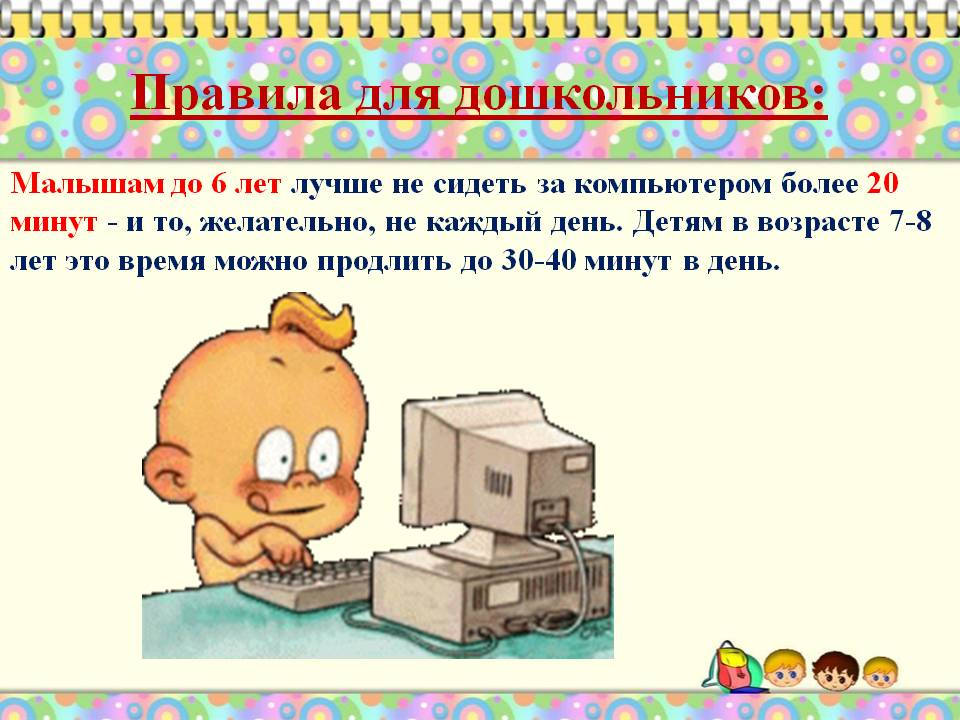 Правила для дошкольников:
Малышам до 6 лет лучше не сидеть за компьютером более 20
минут - и то, желательно, не каждый день. Детям в возрасте 7-8
лет это время можно продлить до 30-40 минут в день.